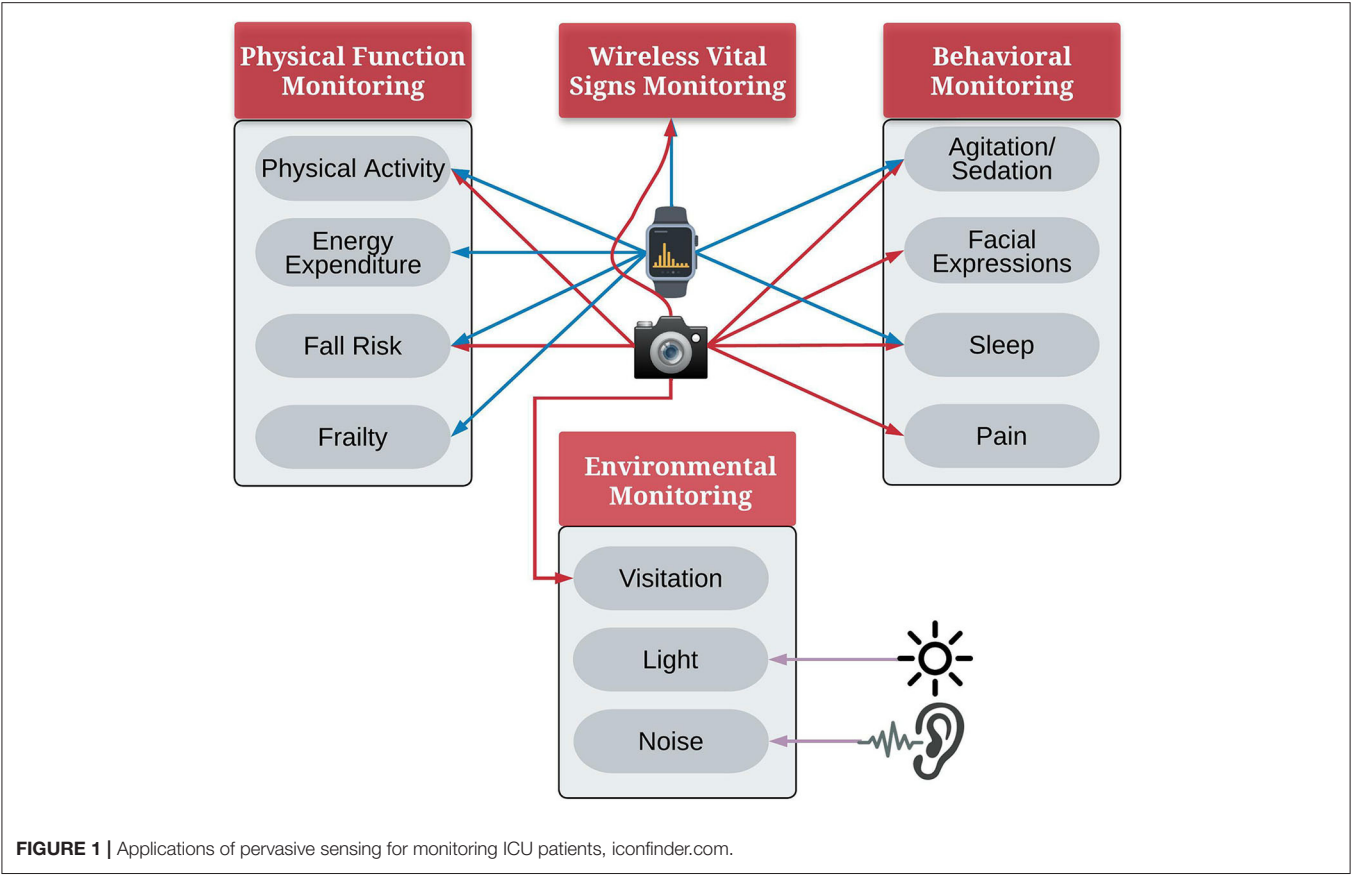 Physical Function
Monitoring
Physical Activity
Energy
Expenditure
Fall Risk
Frailty
Wireless Vital
Signs Monitoring
Behavioral
Monitoring
Agitation/
Sedation
Facial
Expressions
Sleep
Pain
Environmental
Monitoring
Visitation
Light
Noise
FIGURE 1 | Applications of pervasive sensing for monitoring ICU patients, iconfinder.com.